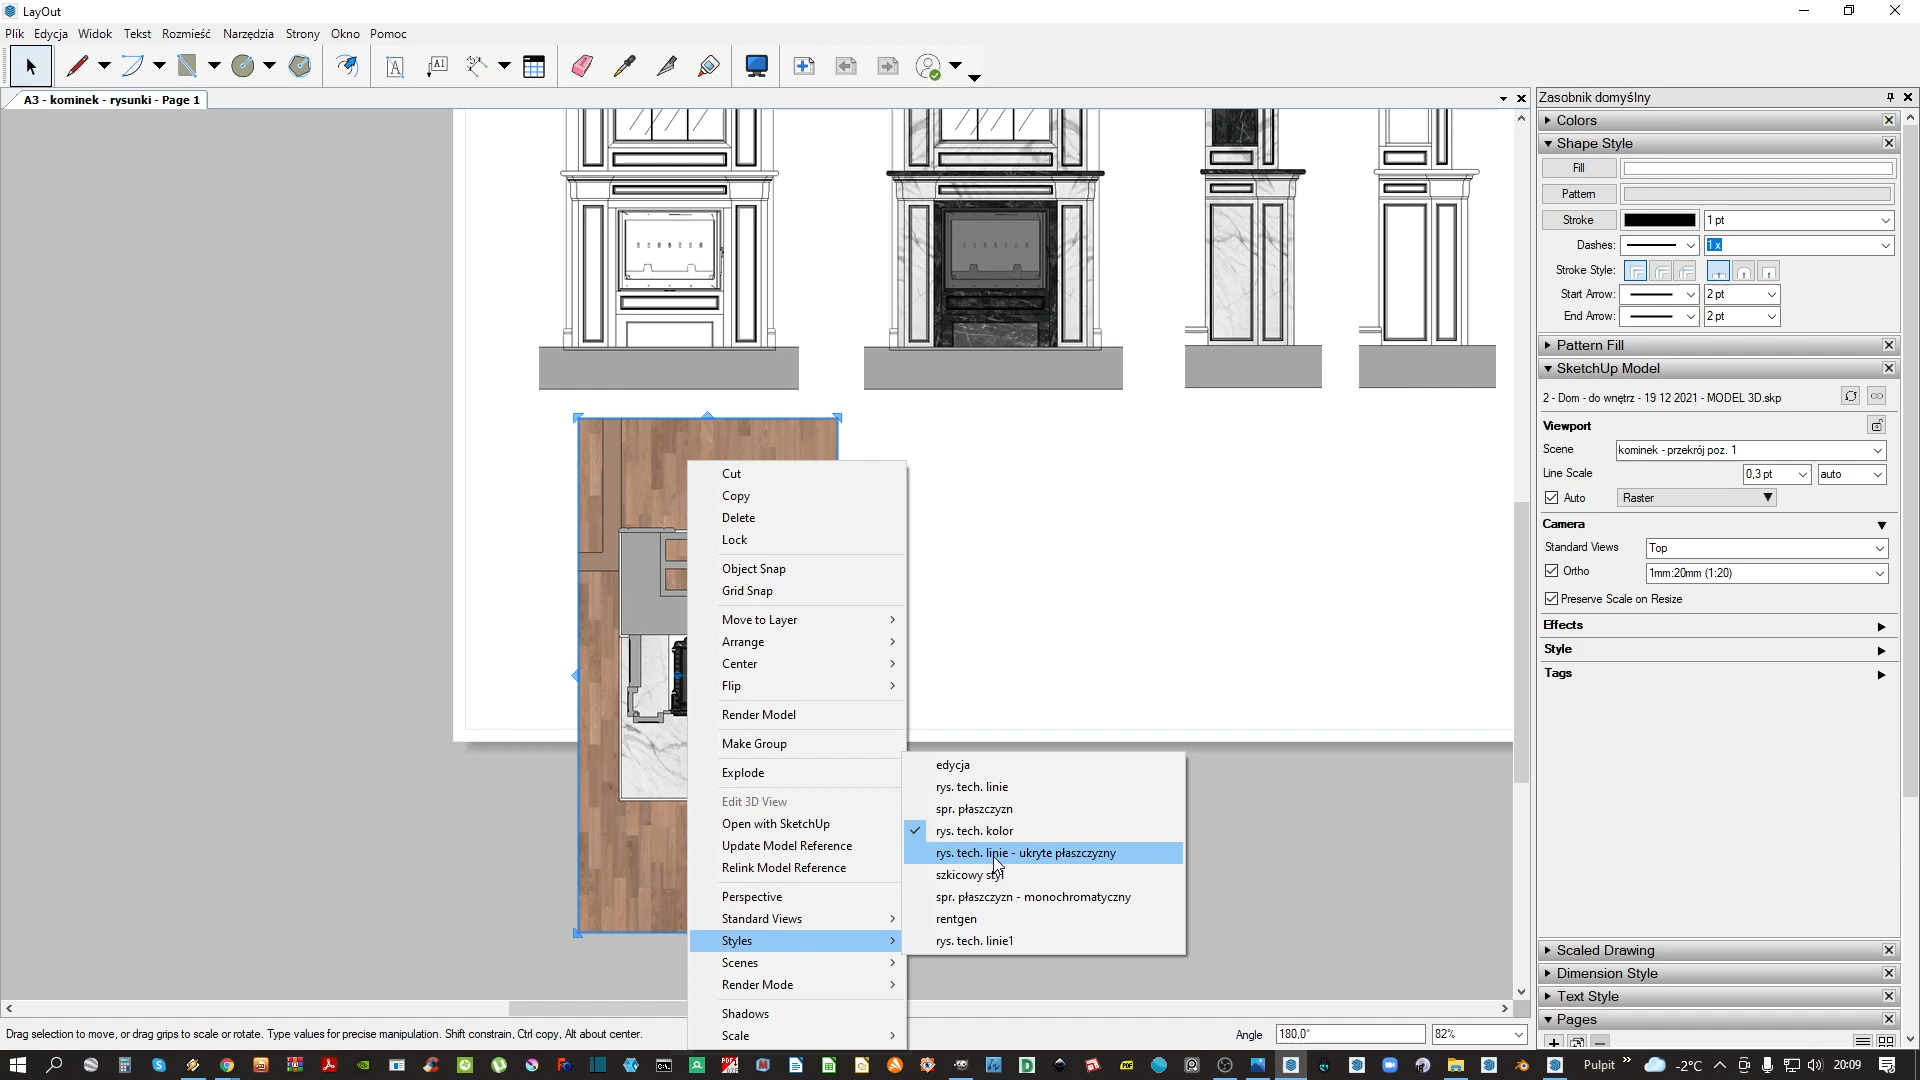 LayOut
Plik Edycja Widok Tekst Rozmieść Narzędzia Strony Okno Pomoc
A3 - kominek - rysunki - Page 1
Zasobnik domyślny
Colors
Shape Style
Fill
Pattern
Stroke 1 pt
Dashes: 1 x
Stroke Style:
Start Arrow: 2 pt
End Arrow: 2 pt
Pattern Fill
SketchUp Model
2 - Dom - do wnętrz - 19 12 2021 - MODEL 3D.skp
Viewport
Scene kominek - przekrój poz. 1
Line Scale 0,3 pt auto
Auto Raster
Camera
Standard Views Top
Ortho 1mm:20mm (1:20)
Preserve Scale on Resize
Effects
Style
Tags
Scaled Drawing
Dimension Style
Text Style
Pages
Cut
Copy
Delete
Lock
Object Snap
Grid Snap
Move to Layer
Arrange
Center
Flip
Render Model
Make Group
Explode
Edit 3D View
Open with SketchUp
Update Model Reference
Relink Model Reference
Perspective
Standard Views
Styles
Scenes
Render Mode
Shadows
Scale
edycja
rys. tech. linie
spr. płaszczyzn
rys. tech. kolor
rys. tech. linie - ukryte płaszczyzny
szkicowy styl
spr. płaszczyzn - monochromatyczny
rentgen
rys. tech. linie1
Drag selection to move, or drag grips to scale or rotate. Type values for precise manipulation. Shift constrain, Ctrl copy, Alt about center.
Angle 180.0° 82%
Pulpit -2°C 20:09